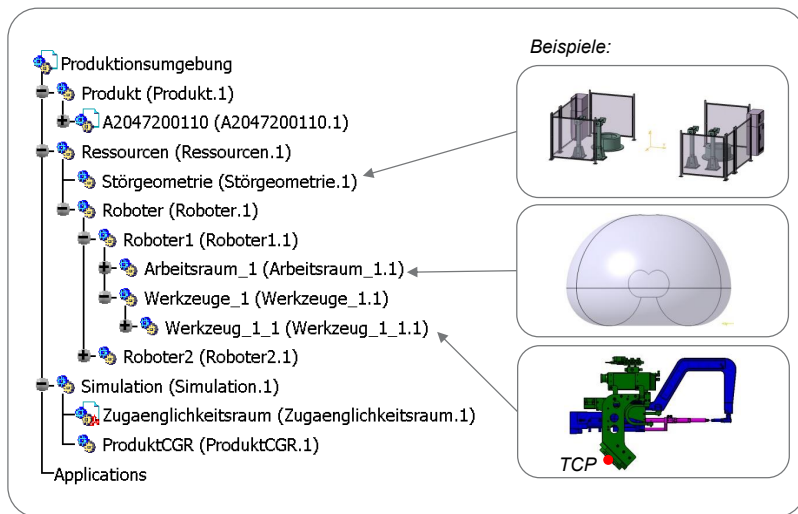 Beispiele:
Produktionsumgebung
Produkt (Produkt.1)
A2047200110 (A2047200110.1)
Ressourcen (Ressourcen.1)
Störgeometrie (Störgeometrie.1)
Roboter (Roboter.1)
Roboter1 (Roboter1.1)
Arbeitsraum_1 (Arbeitsraum_1.1)
Werkzeuge_1 (Werkzeuge_1.1)
Werkzeug_1_1 (Werkzeug_1_1.1)
Roboter2 (Roboter2.1)
Simulation (Simulation.1)
Zugaenglichkeitsraum (Zugaenglichkeitsraum.1)
ProduktCGR (ProduktCGR.1)
Applications
TCP